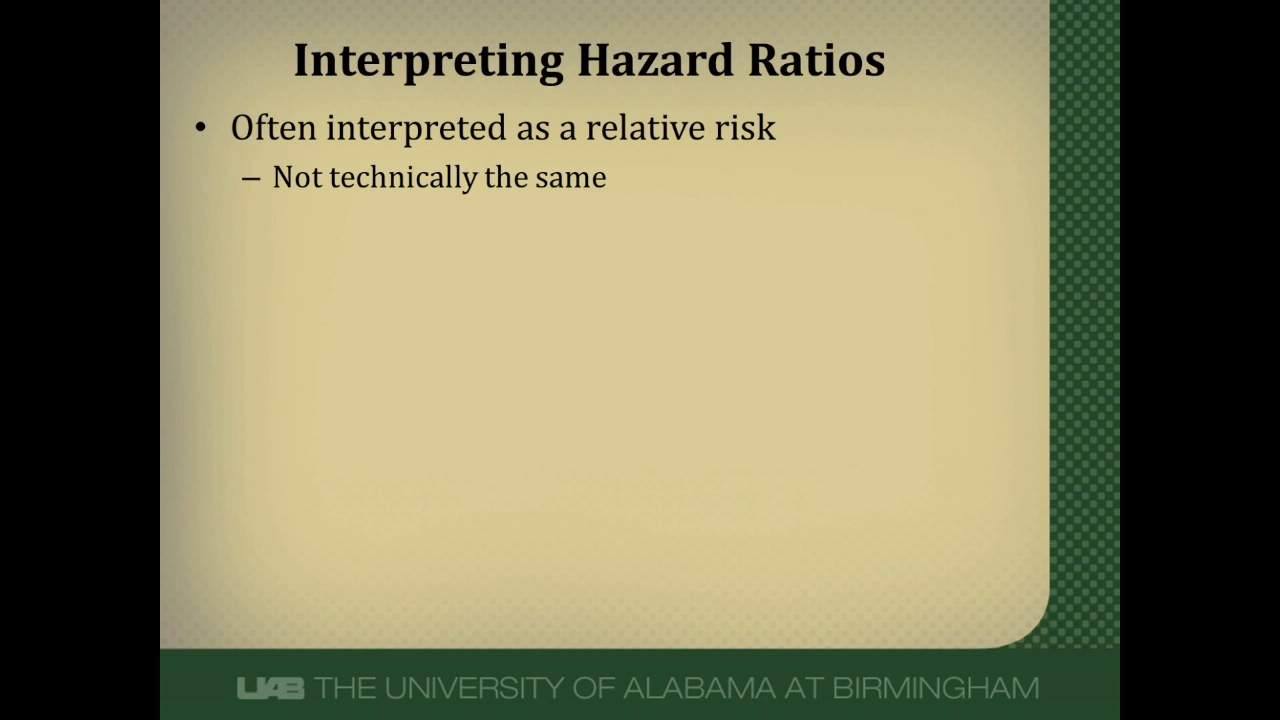 Interpreting Hazard Ratios
• Often interpreted as a relative risk
– Not technically the same
UAB THE UNIVERSITY OF ALABAMA AT BIRMINGHAM